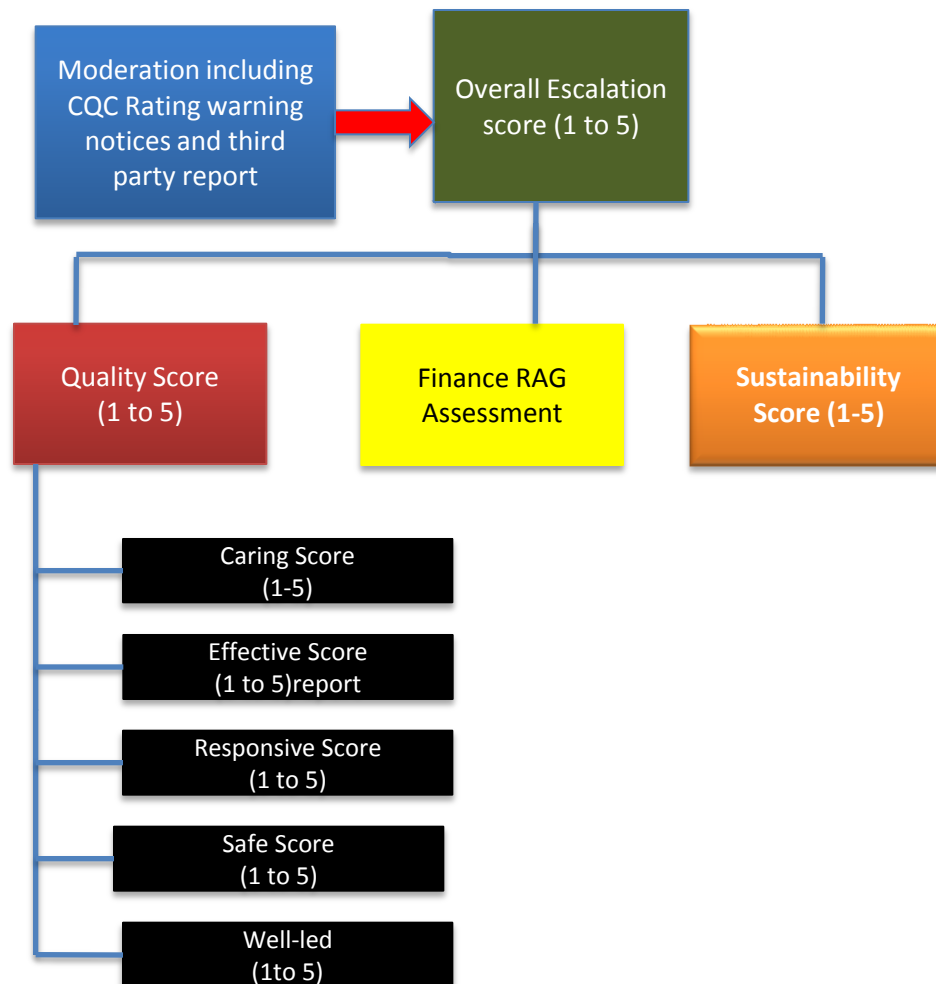 Moderation including
CQC Rating warning
notices and third
party report
Overall Escalation
score (1 to 5)
Quality Score
(1 to 5)
Finance RAG
Assessment
Sustainability
Score (1-5)
Caring Score
(1-5)
Effective Score
(1 to 5)report
Responsive Score
(1 to 5)
Safe Score
(1 to 5)
Well-led
(1to 5)